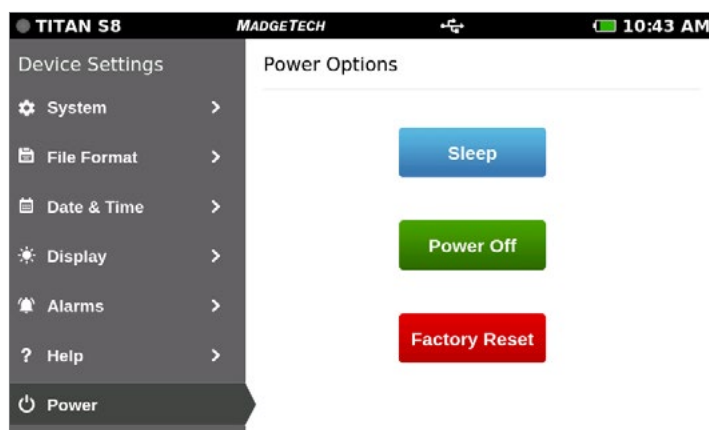 TITAN S8 MADGETECH 10:43 AM
Device Settings
System
File Format
Date & Time
Display
Alarms
? Help
Power
Power Options
Sleep
Power Off
Factory Reset